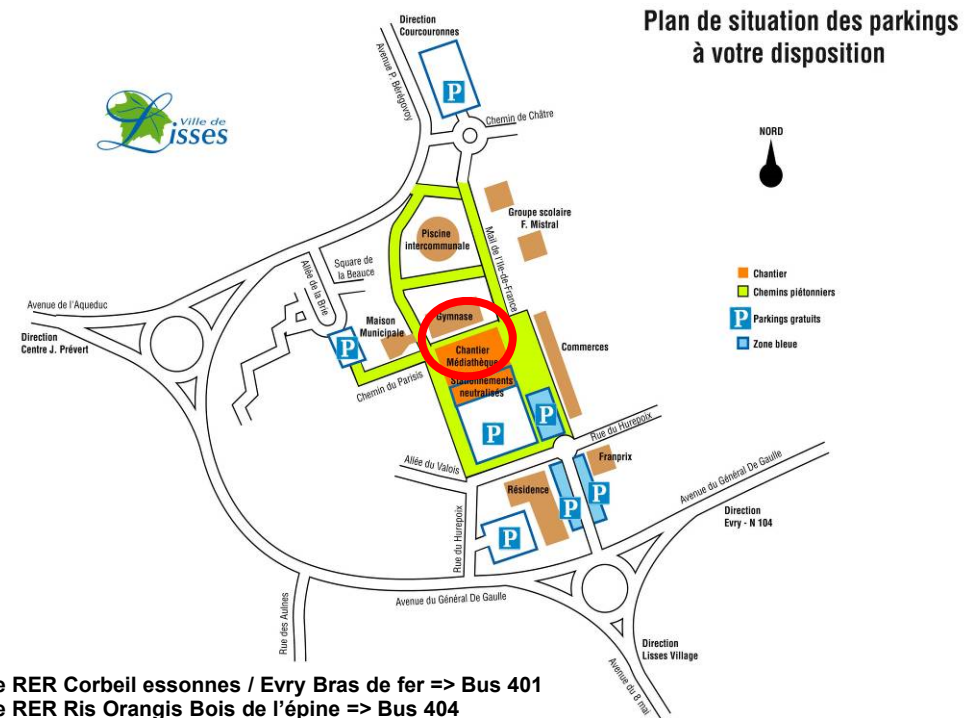 Plan de situation des parkings
à votre disposition
Direction
Courcouronnes
Avenue P. Bérégovoy
P
Chemin de Châtre
Ville de
Lisses
NORD
Groupe scolaire
F. Mistral
Piscine
intercommunale
Mail de l'Ile-de-France
Square de
la Beauce
Allée de la Brie
Chantier
Chemins piétonniers
P Parkings gratuits
Zone bleue
Avenue de l'Aqueduc
Direction
Centre J. Prévert
Maison
Municipale
Gymnase
P
Chantier
Médiathèque
Commerces
Chemin du Parisis
Stationnements
neutralisés
P
P
Rue du Hurepoix
Allée du Valois
Franprix
Résidence
P
P
P
Avenue du Général De Gaulle
Direction
Evry - N 104
Rue du Hurepoix
Avenue du Général De Gaulle
Rue des Aulnes
Direction
Lisses Village
Avenue du 8 mai
e RER Corbeil essonnes / Evry Bras de fer => Bus 401
e RER Ris Orangis Bois de l'épine => Bus 404